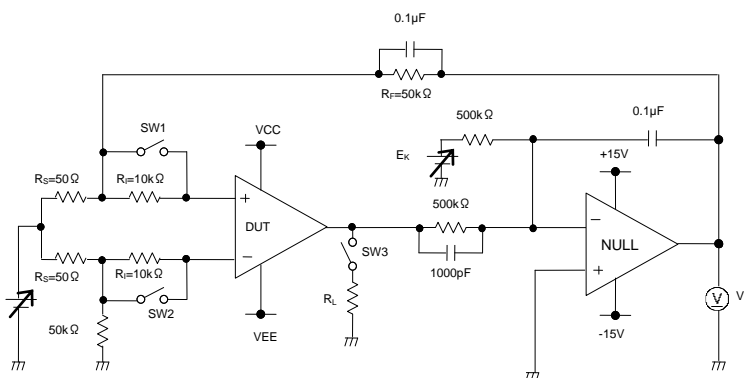 0.1μF
RF=50kΩ
500kΩ
0.1μF
SW1
VCC
EK
+15V
RS=50Ω
RI=10kΩ
500kΩ
+
−
DUT
NULL
−
SW3
+
RS=50Ω
RI=10kΩ
1000pF
V
V
RL
50kΩ
SW2
VEE
-15V